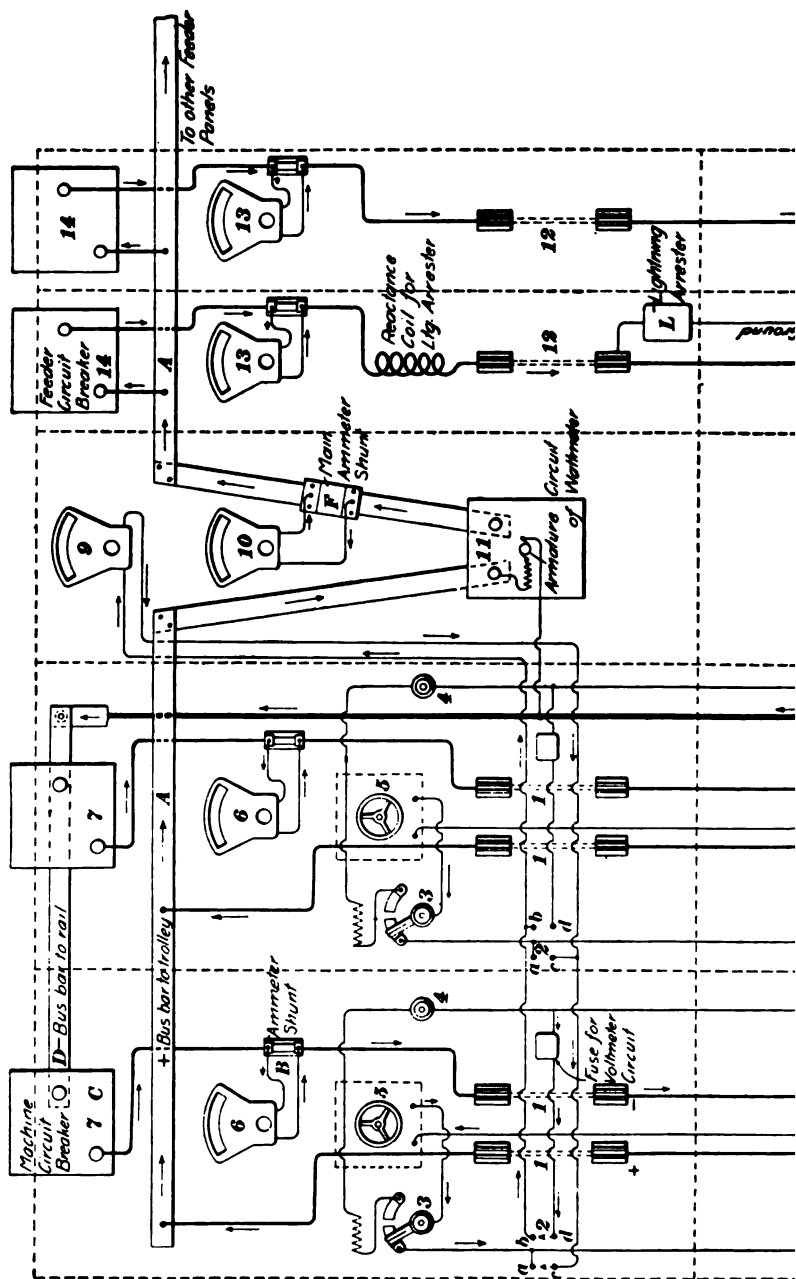 Machine
Circuit
Breaker
7
C
D-Bus bar to rail
7
9
Feeder
Circuit
Breaker
14
14
To other Feeder
Panels
+Bus bar to trolley
A
A
6
B
Ammeter
Shunt
6
10
F
Main
Ammeter
Shunt
13
13
Reactance
Coil for
Ltg. Arrester
3
5
4
3
5
4
11
Armature Circuit
of Wattmeter
1
1
1
1
12
12
Lightning
Arrester
L
+
-
Fuse for
Voltmeter
Circuit
a
b
2
c
d
a
b
2
c
d